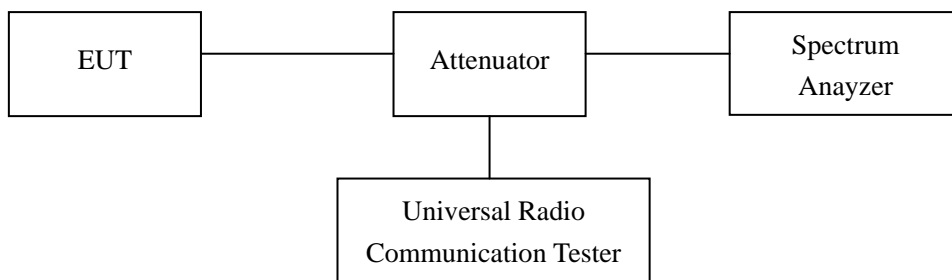 EUT
Attenuator
Spectrum
Anayzer
Universal Radio
Communication Tester